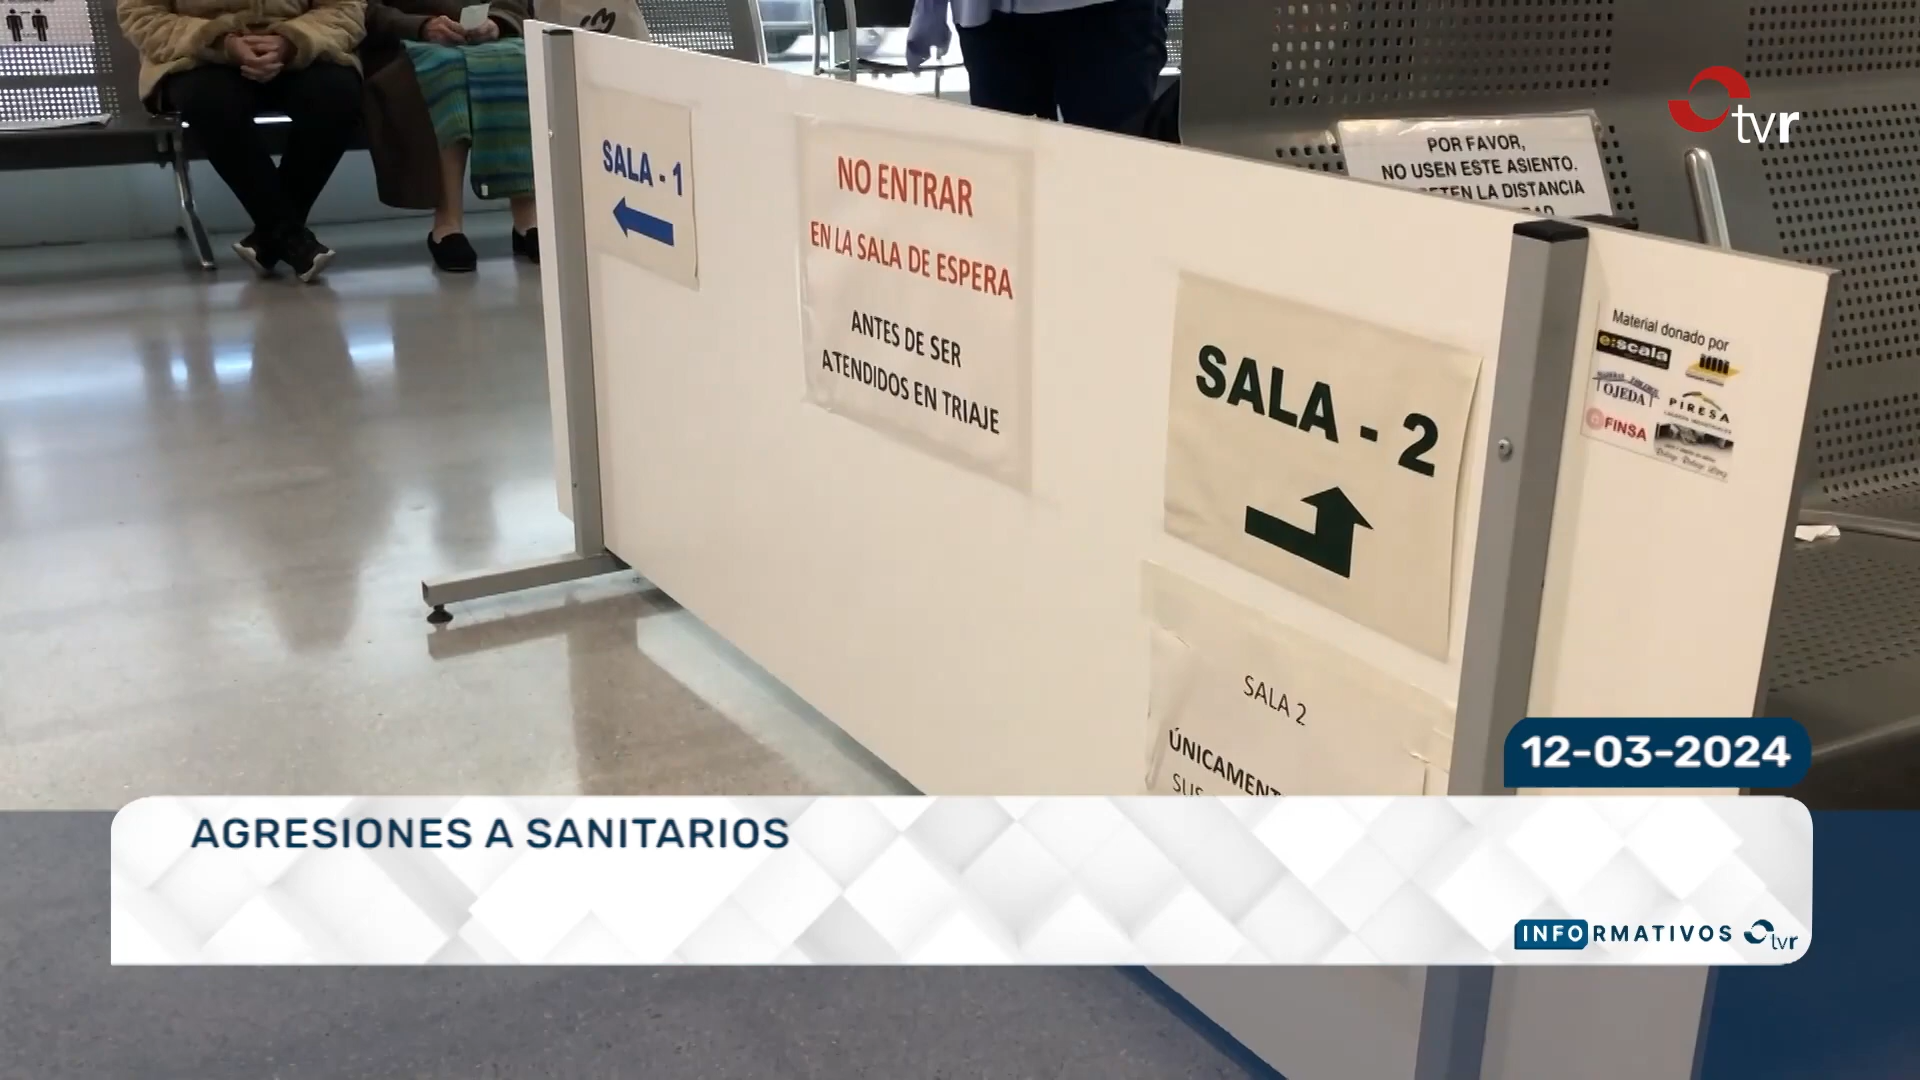 tvr
POR FAVOR,
NO USEN ESTE ASIENTO.
LA DISTANCIA
SALA - 1
NO ENTRAR
EN LA SALA DE ESPERA
ANTES DE SER
ATENDIDOS EN TRIAJE
SALA - 2
Material donado por
e:scala
OJEDA
PIRESA
FINSA
SALA 2
12-03-2024
AGRESIONES A SANITARIOS
INFORMATIVOS tvr